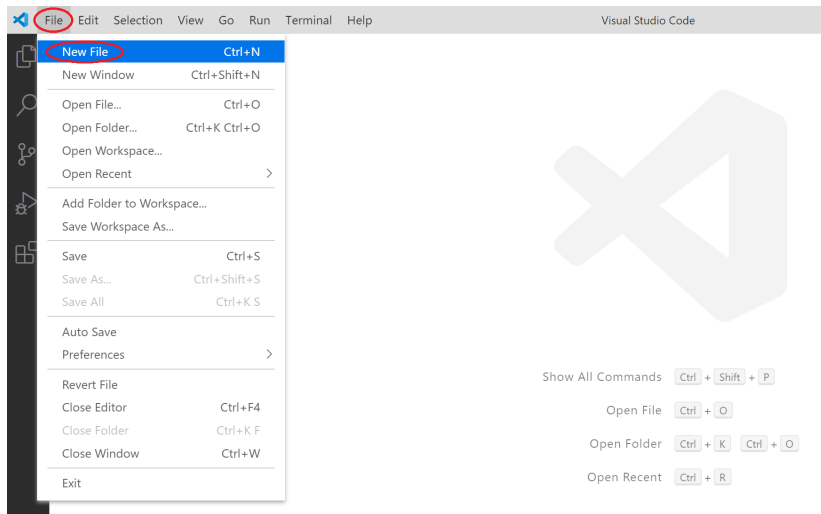 File Edit Selection View Go Run Terminal Help Visual Studio Code
New File Ctrl+N
New Window Ctrl+Shift+N
Open File... Ctrl+O
Open Folder... Ctrl+K Ctrl+O
Open Workspace...
Open Recent
Add Folder to Workspace...
Save Workspace As...
Save Ctrl+S
Save As... Ctrl+Shift+S
Save All Ctrl+K S
Auto Save
Preferences
Revert File
Close Editor Ctrl+F4
Close Folder Ctrl+K F
Close Window Ctrl+W
Exit
Show All Commands Ctrl + Shift + P
Open File Ctrl + O
Open Folder Ctrl + K Ctrl + O
Open Recent Ctrl + R